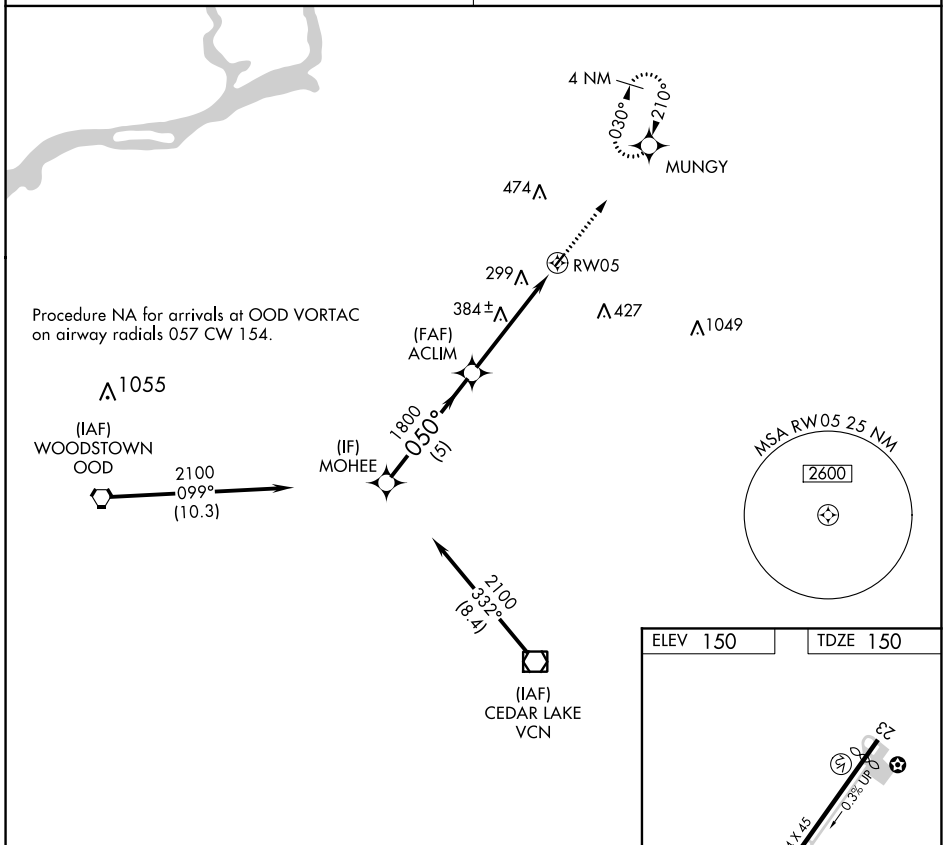 4 NM
030°
210°
MUNGY
474
RW05
299
384±
427
1049
Procedure NA for arrivals at OOD VORTAC
on airway radials 057 CW 154.
(FAF)
ACLIM
1055
(IAF)
WOODSTOWN
OOD
1800
050°
(5)
(IF)
MOHEE
2100
099°
(10.3)
MSA RW05 25 NM
2600
2100
332°
(8.4)
(IAF)
CEDAR LAKE
VCN
ELEV 150
TDZE 150
23
0.3% UP
X 45